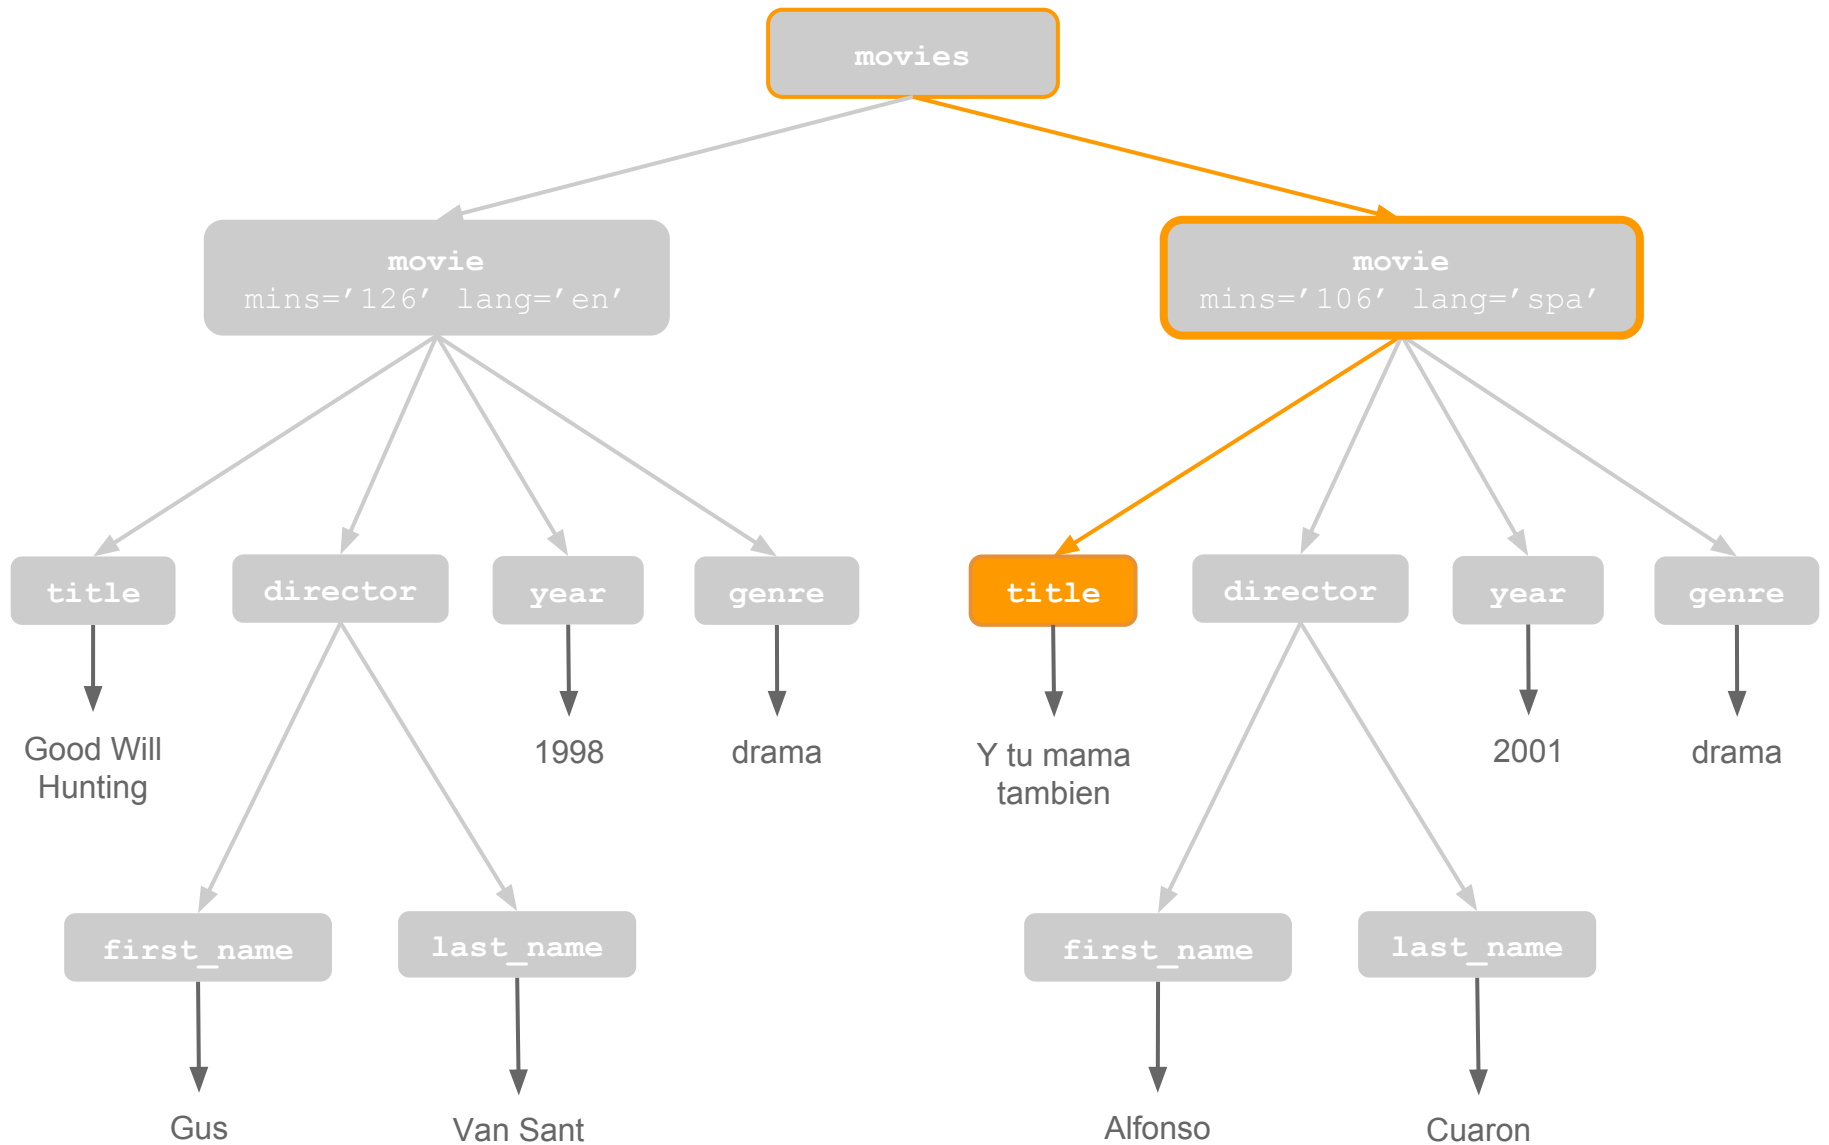 movies
movie
mins=’126’ lang=’en’
movie
mins=’106’ lang=’spa’
title
director
year
genre
title
director
year
genre
Good Will
Hunting
1998
drama
Y tu mama
tambien
2001
drama
first_name
last_name
first_name
last_name
Gus
Van Sant
Alfonso
Cuaron